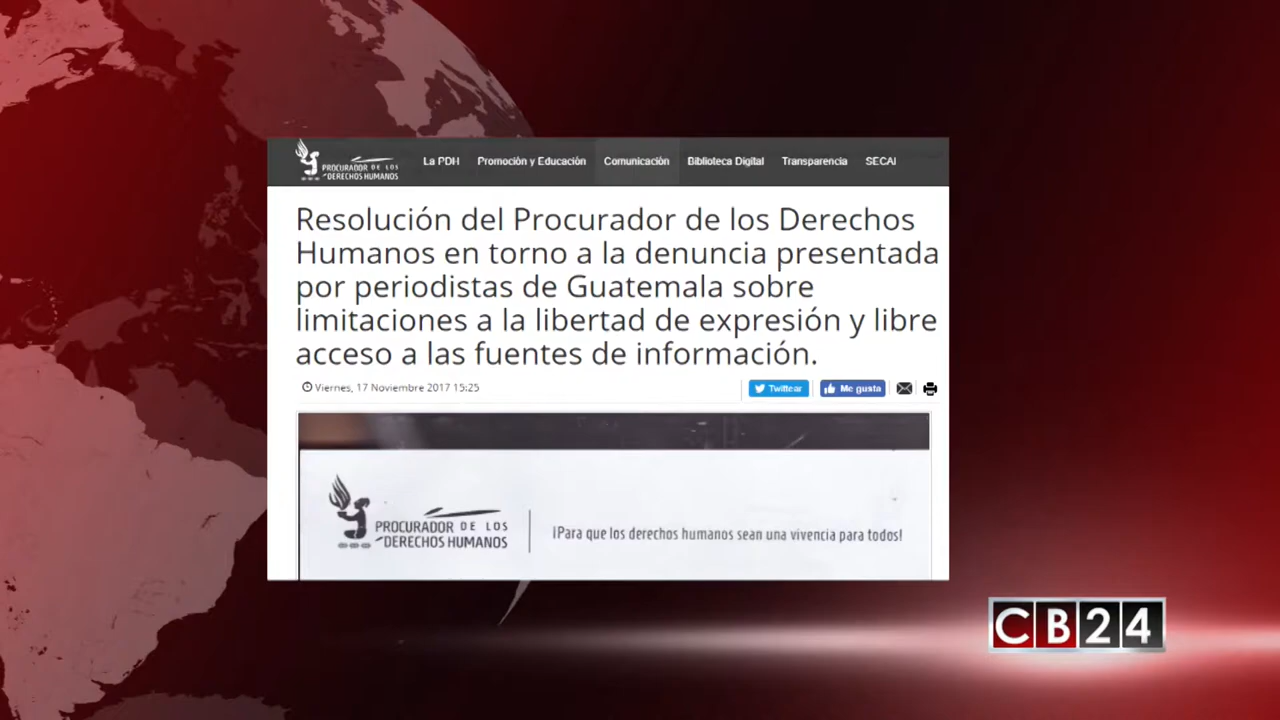 PROCURADOR DE LOS
DERECHOS HUMANOS
La PDH Promoción y Educación Comunicación Biblioteca Digital Transparencia SECAI
Resolución del Procurador de los Derechos
Humanos en torno a la denuncia presentada
por periodistas de Guatemala sobre
limitaciones a la libertad de expresión y libre
acceso a las fuentes de información.
Viernes, 17 Noviembre 2017 15:25
Twittear Me gusta
PROCURADOR DE LOS
DERECHOS HUMANOS
¡Para que los derechos humanos sean una vivencia para todos!
CB24